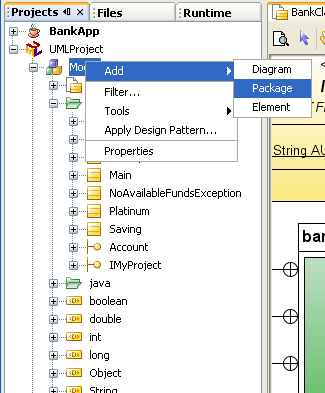 Projects
Files
Runtime
BankCl
BankApp
UMLProject
Mod
Add
Diagram
Filter...
Package
Tools
Element
Apply Design Pattern...
Properties
String AU
Main
NoAvailableFundsException
Platinum
Saving
Account
ban
IMyProject
java
boolean
double
int
long
Object
String